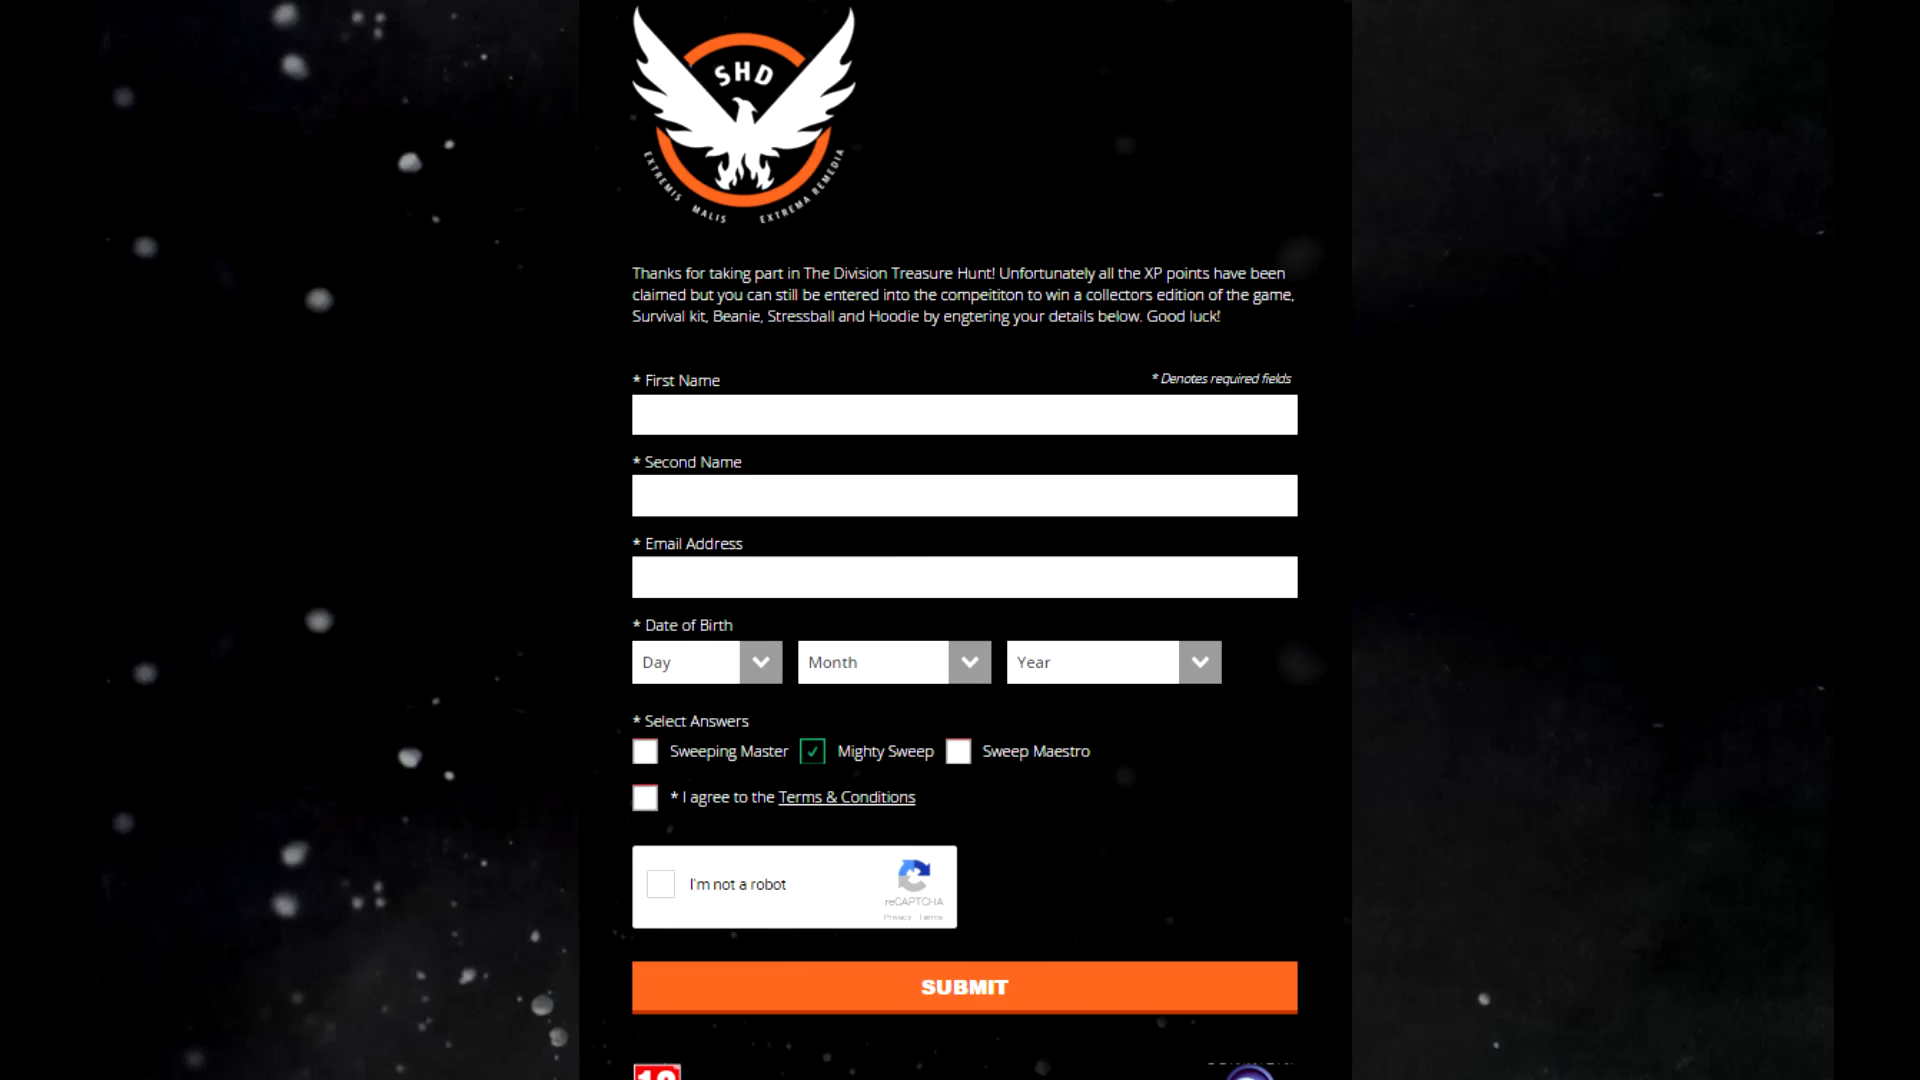 SHD
EXTREMIS MALIS EXTREMA REMEDIA
Thanks for taking part in The Division Treasure Hunt! Unfortunately all the XP points have been
claimed but you can still be entered into the compeititon to win a collectors edition of the game,
Survival kit, Beanie, Stressball and Hoodie by engtering your details below. Good luck!
* First Name
* Denotes required fields
* Second Name
* Email Address
* Date of Birth
Day Month Year
* Select Answers
Sweeping Master Mighty Sweep Sweep Maestro
* I agree to the Terms & Conditions
I'm not a robot
reCAPTCHA
Privacy Terms
SUBMIT